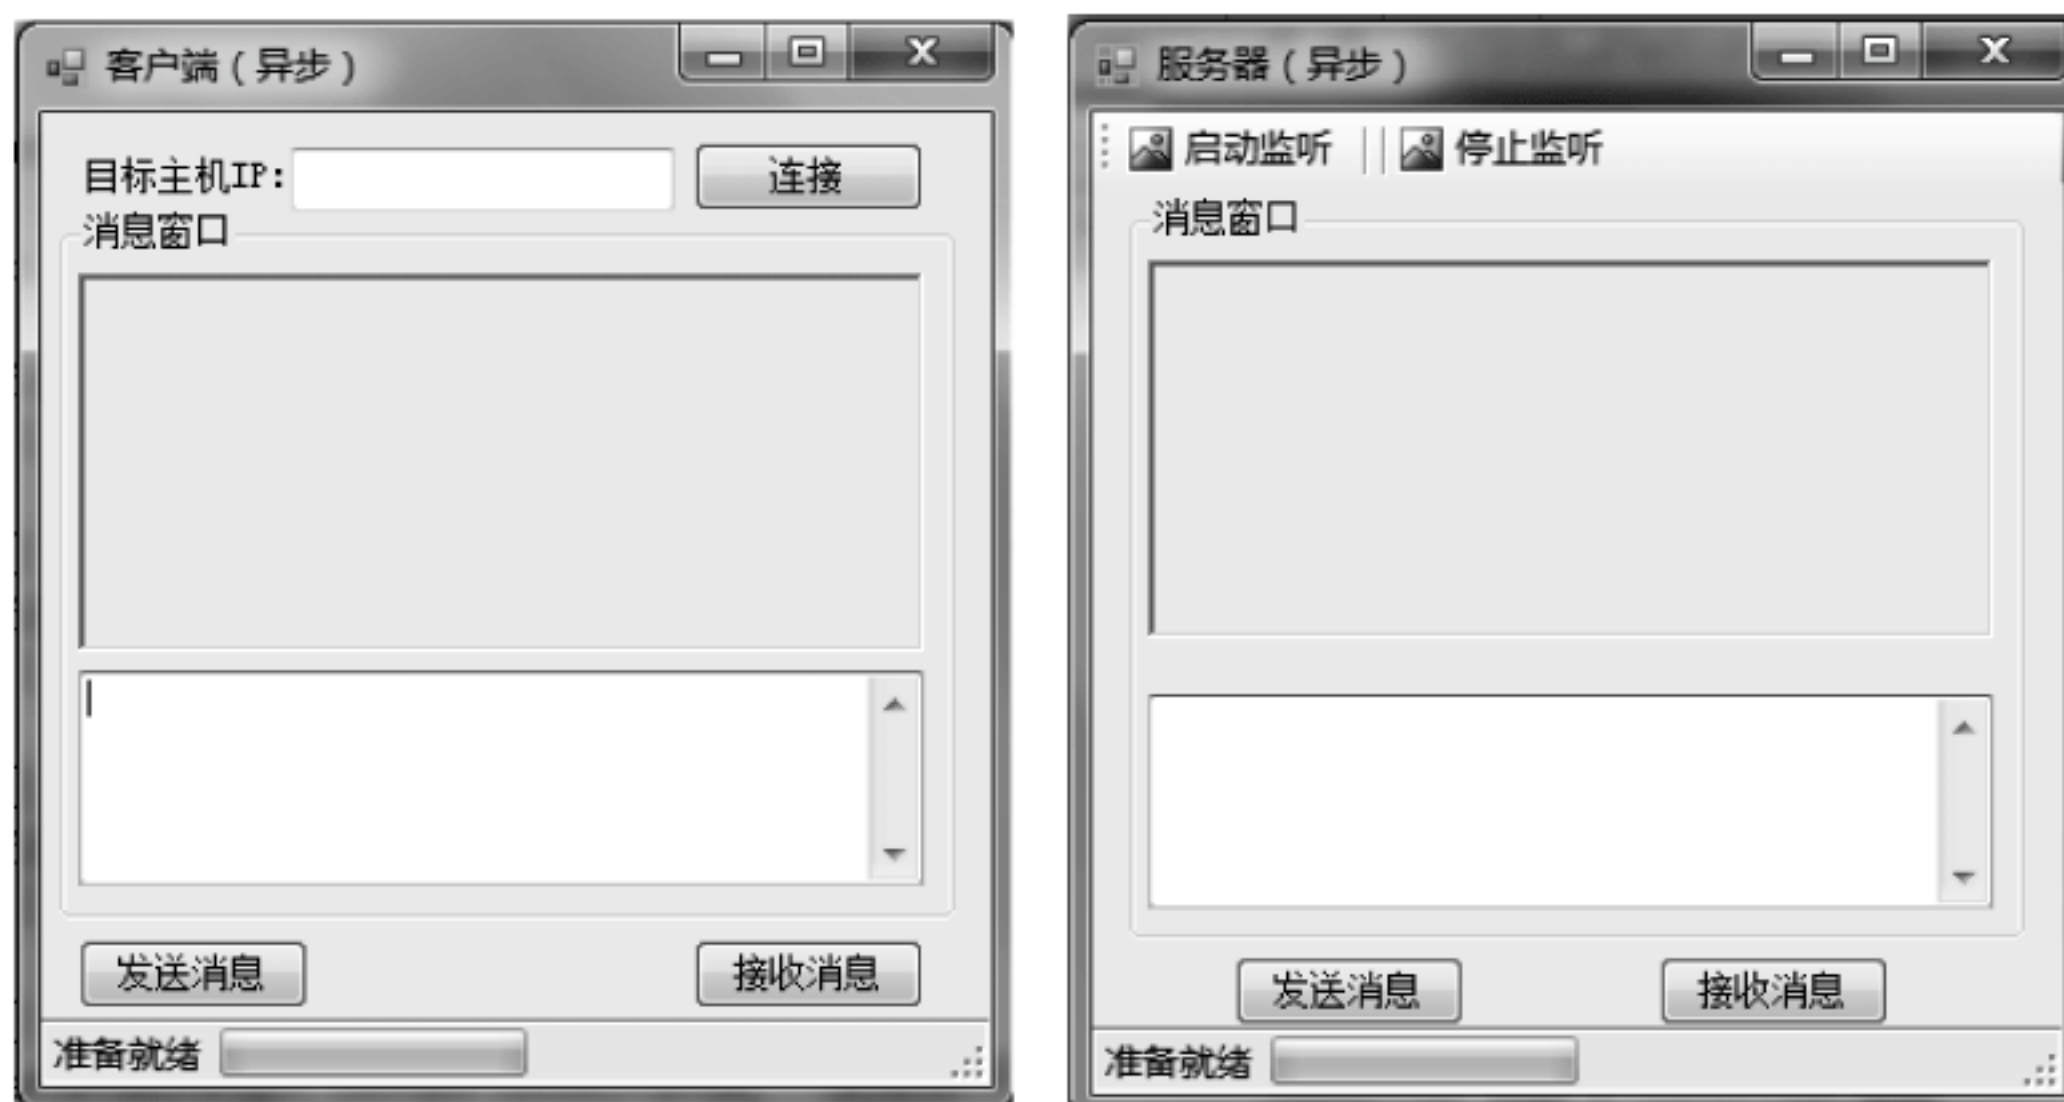 客户端（异步）
目标主机IP:
连接
消息窗口
发送消息
接收消息
准备就绪
服务器（异步）
启动监听
停止监听
消息窗口
发送消息
接收消息
准备就绪